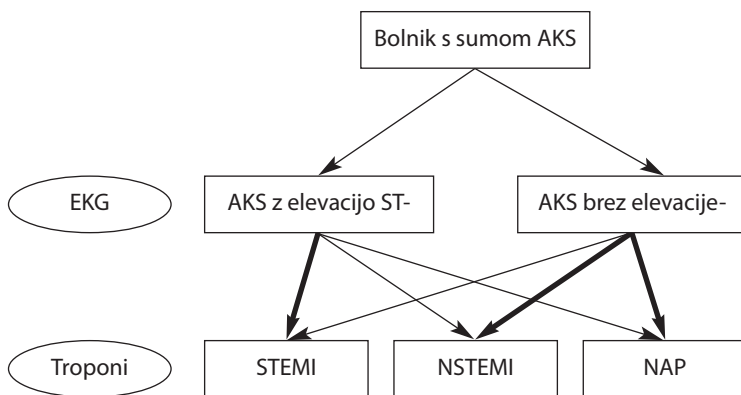 Bolnik s sumom AKS
EKG
AKS z elevacijo ST-
AKS brez elevacije-
Troponi
STEMI
NSTEMI
NAP